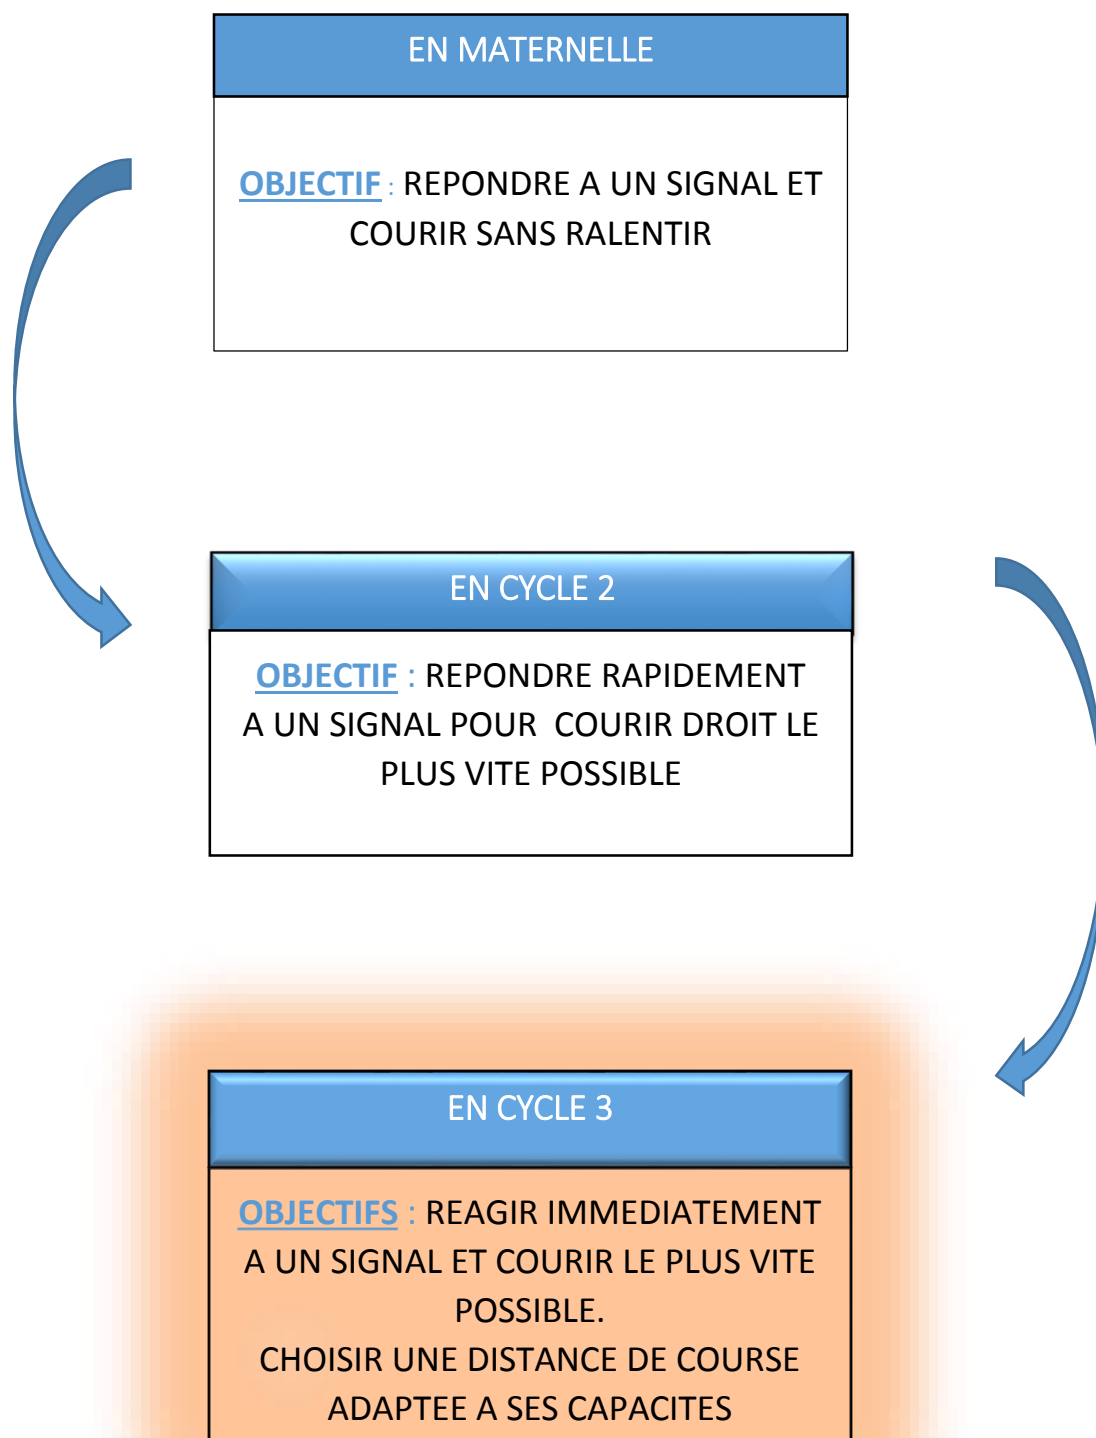 EN MATERNELLE
OBJECTIF : REPONDRE A UN SIGNAL ET
COURIR SANS RALENTIR
EN CYCLE 2
OBJECTIF : REPONDRE RAPIDEMENT
A UN SIGNAL POUR  COURIR DROIT LE
PLUS VITE POSSIBLE
EN CYCLE 3
OBJECTIFS : REAGIR IMMEDIATEMENT
A UN SIGNAL ET COURIR LE PLUS VITE
POSSIBLE.
CHOISIR UNE DISTANCE DE COURSE
ADAPTEE A SES CAPACITES